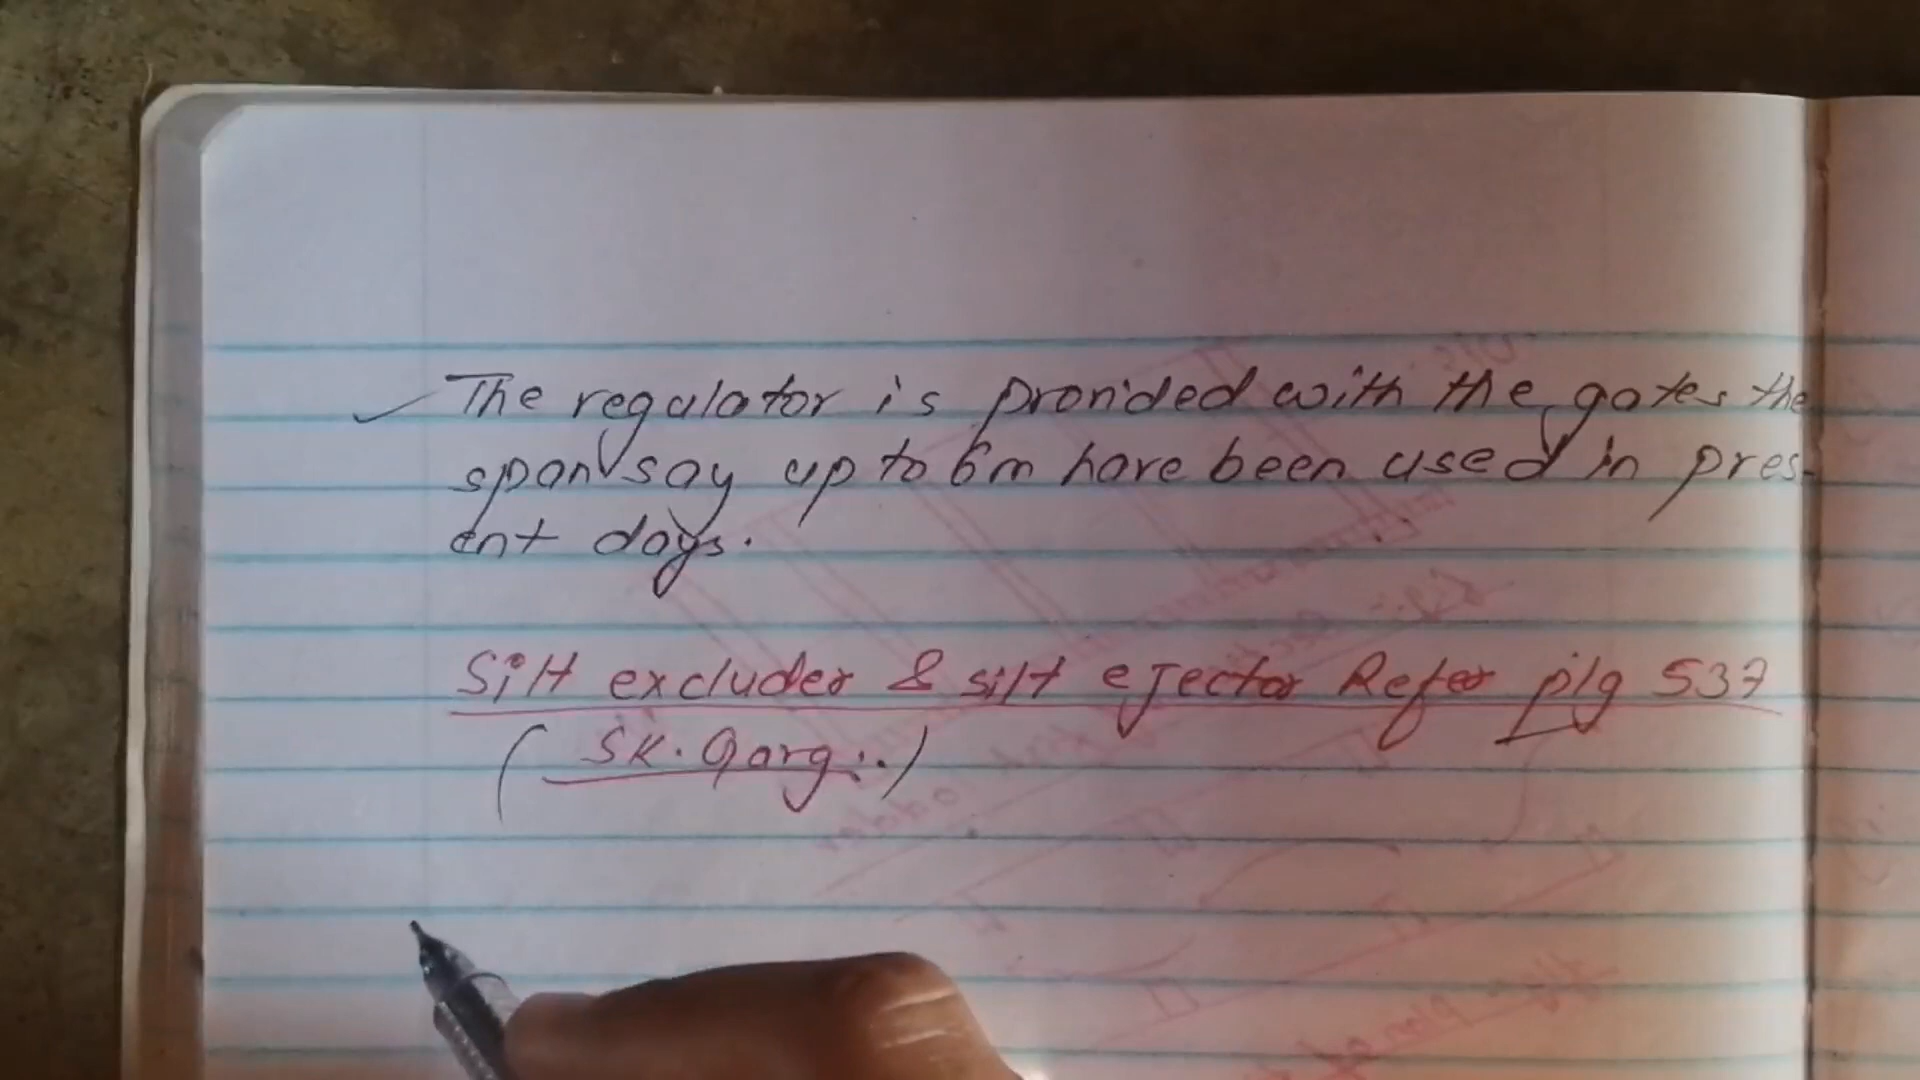 The regulator is provided with the gates the
span say up to 6m have been used in pres-
ent days.
Silt excluder & silt ejector Refer p/g 537
( SK. Garg:.)